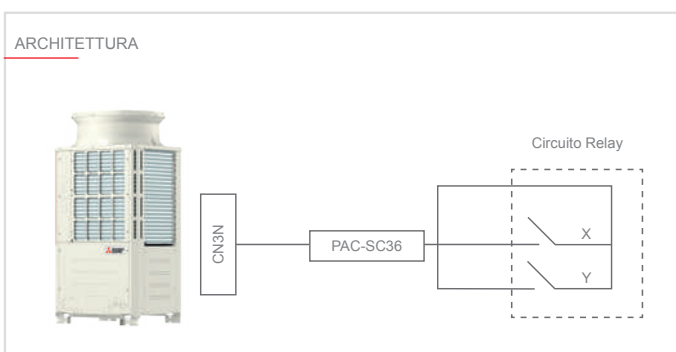 ARCHITETTURA
Circuito Relay
CN3N
PAC-SC36
X
Y